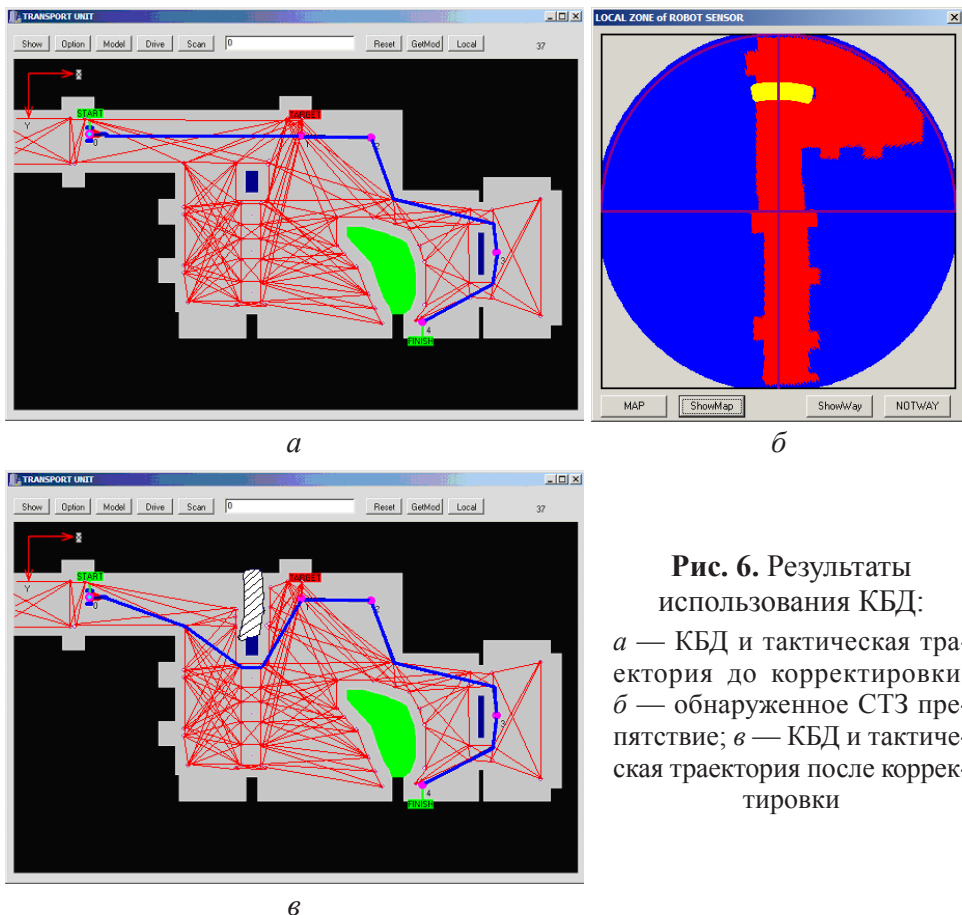 TRANSPORT UNIT
Show Option Model Drive Scan 0 Reset GetMod Local 37
X
Y
START
TARGET
0
1
2
3
4
FINISH
а
LOCAL ZONE of ROBOT SENSOR
MAP ShowMap ShowWay NOTWAY
б
TRANSPORT UNIT
Show Option Model Drive Scan 0 Reset GetMod Local 37
X
Y
START
TARGET
0
1
2
3
4
FINISH
в
Рис. 6. Результаты
использования КБД:
а — КБД и тактическая тра-
ектория до корректировки
б — обнаруженное СТЗ пре-
пятствие; в — КБД и тактиче-
ская траектория после коррек-
тировки